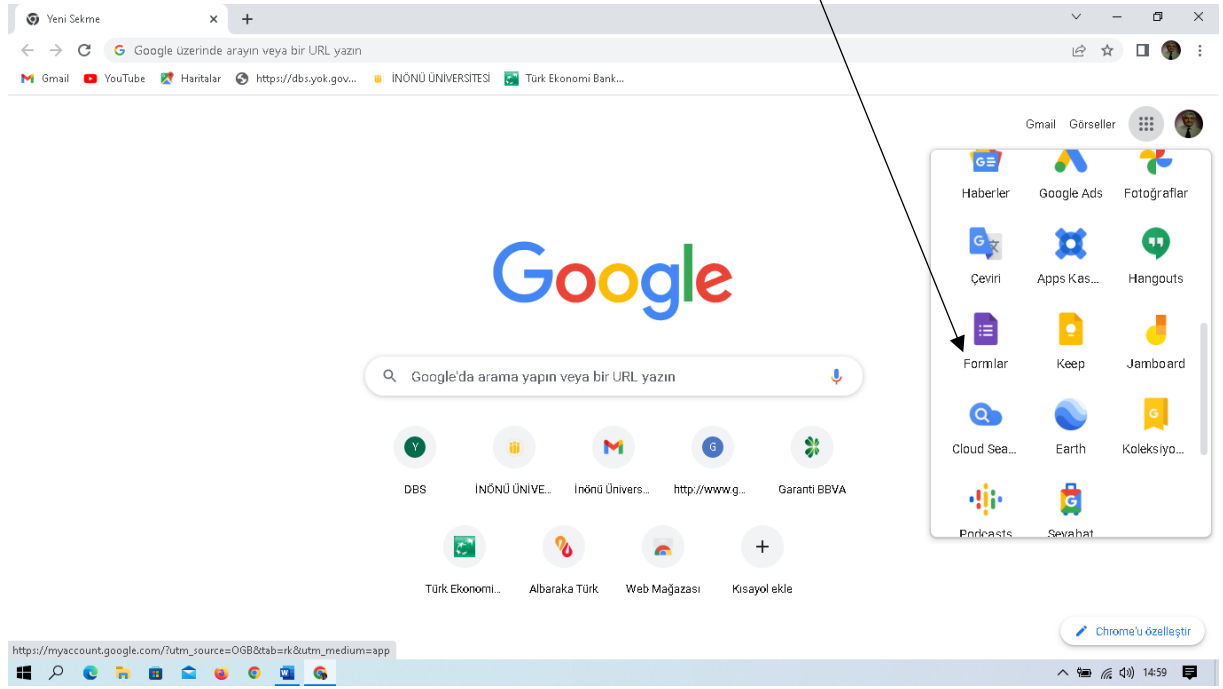 Yeni Sekme
Google üzerinde arayın veya bir URL yazın
Gmail YouTube Haritalar https://dbs.yok.gov... İNÖNÜ ÜNİVERSİTESİ Türk Ekonomi Bank...
Gmail Görseller
Haberler Google Ads Fotoğraflar
Çeviri Apps Kas... Hangouts
Formlar Keep Jamboard
Cloud Sea... Earth Koleksiyo...
Podcasts Seyahat
Google
Google'da arama yapın veya bir URL yazın
DBS İNÖNÜ ÜNİVE... İnönü Ünivers... http://www.g... Garanti BBVA
Türk Ekonomi... Albaraka Türk Web Mağazası Kısayol ekle
Chrome'u özelleştir
https://myaccount.google.com/?utm_source=OGB&tab=rk&utm_medium=app
14:59